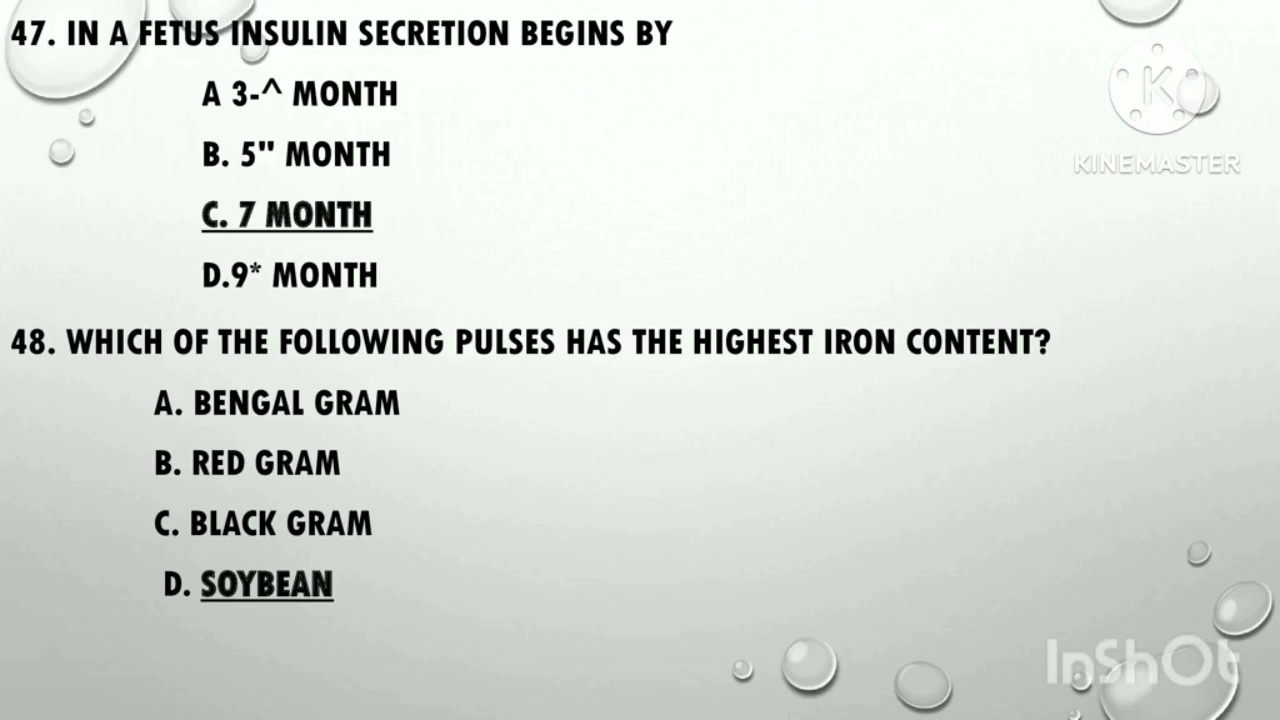 47. IN A FETUS INSULIN SECRETION BEGINS BY
A 3-^ MONTH
B. 5" MONTH
C. 7 MONTH
D.9* MONTH
48. WHICH OF THE FOLLOWING PULSES HAS THE HIGHEST IRON CONTENT?
A. BENGAL GRAM
B. RED GRAM
C. BLACK GRAM
D. SOYBEAN
K
KINEMASTER
InShOt